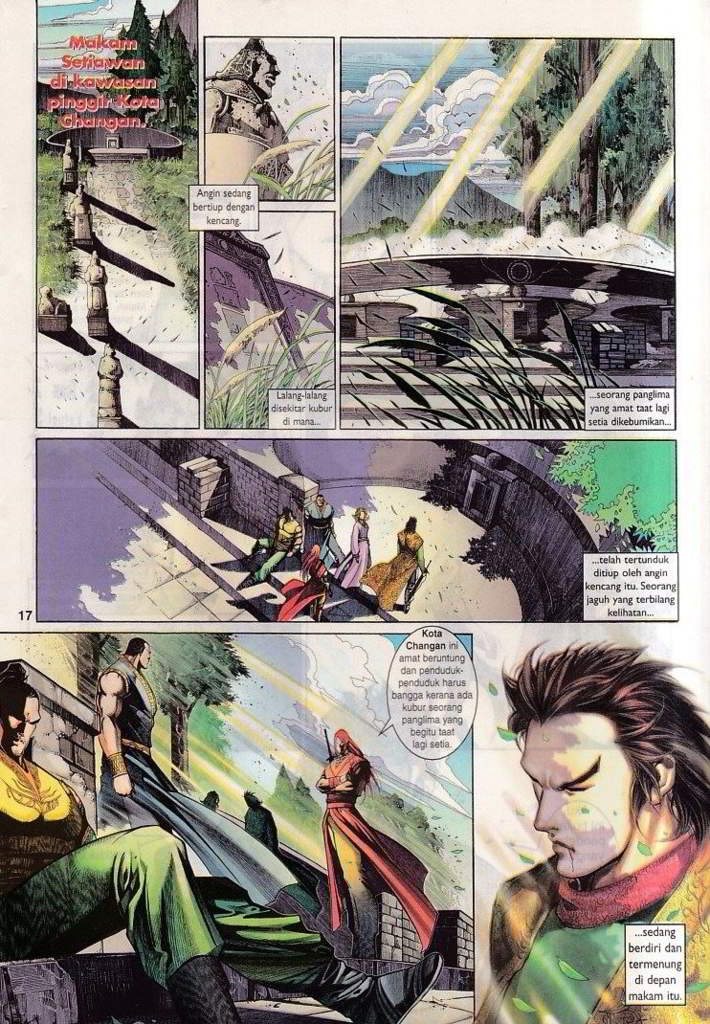 Makam
Setiawan
di kawasan
pinggir Kota
Changan.
Angin sedang
bertiup dengan
kencang.
Lalang-lalang
disekitar kubur
di mana...
...seorang panglima
yang amat taat lagi
setia dikebumikan...
...telah tertunduk
ditiup oleh angin
kencang itu. Seorang
jaguh yang terbilang
kelihatan...
17
Kota
Changan ini
amat beruntung
dan penduduk-
penduduk harus
bangga kerana ada
kubur seorang
panglima yang
begitu taat
lagi setia.
...sedang
berdiri dan
termenung
di depan
makam itu.